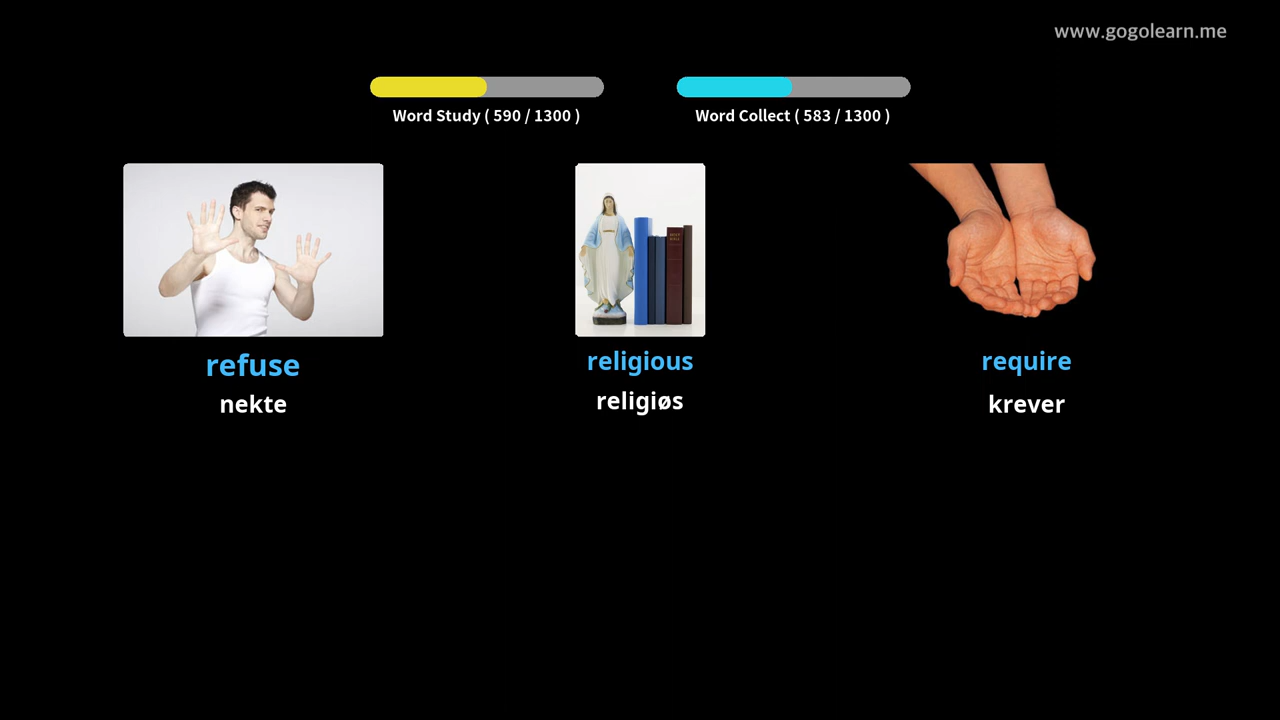 www.gogolearn.me
Word Study ( 590 / 1300 )
Word Collect ( 583 / 1300 )
refuse
nekte
religious
religiøs
require
krever